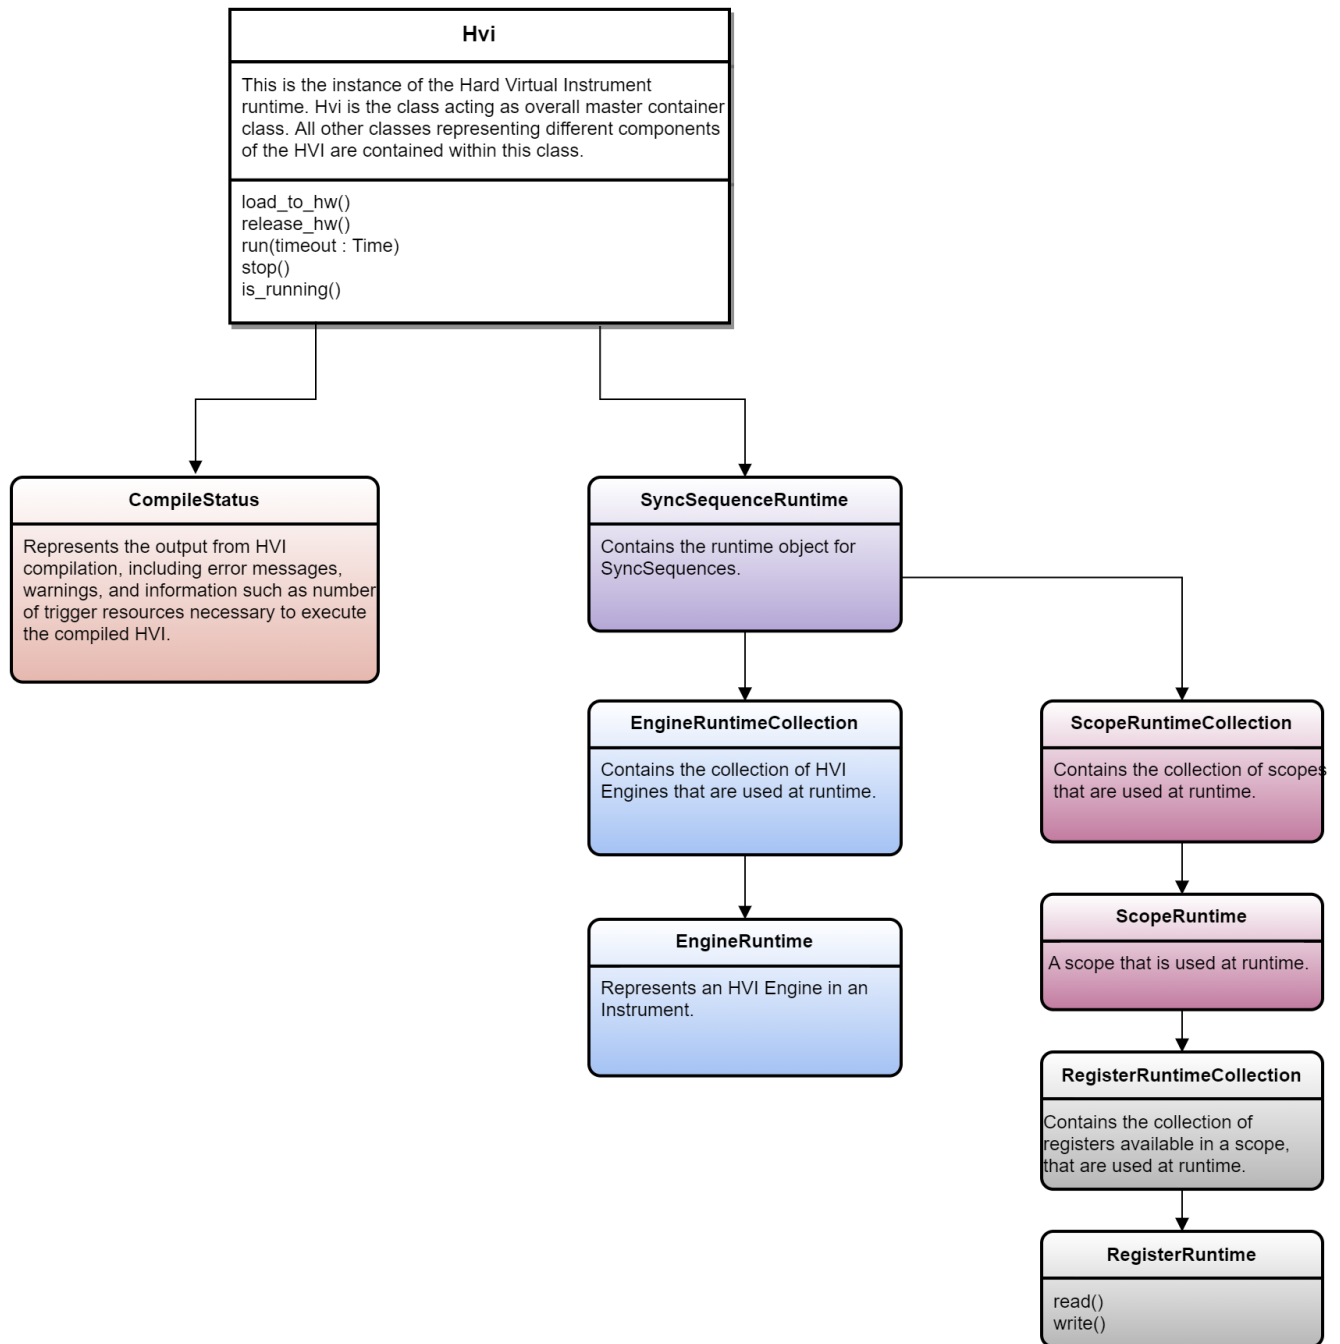 Hvi
This is the instance of the Hard Virtual Instrument
runtime. Hvi is the class acting as overall master container
class. All other classes representing different components
of the HVI are contained within this class.
load_to_hw()
release_hw()
run(timeout : Time)
stop()
is_running()
CompileStatus
Represents the output from HVI
compilation, including error messages,
warnings, and information such as number
of trigger resources necessary to execute
the compiled HVI.
SyncSequenceRuntime
Contains the runtime object for
SyncSequences.
EngineRuntimeCollection
Contains the collection of HVI
Engines that are used at runtime.
EngineRuntime
Represents an HVI Engine in an
Instrument.
ScopeRuntimeCollection
Contains the collection of scopes
that are used at runtime.
ScopeRuntime
A scope that is used at runtime.
RegisterRuntimeCollection
Contains the collection of
registers available in a scope,
that are used at runtime.
RegisterRuntime
read()
write()